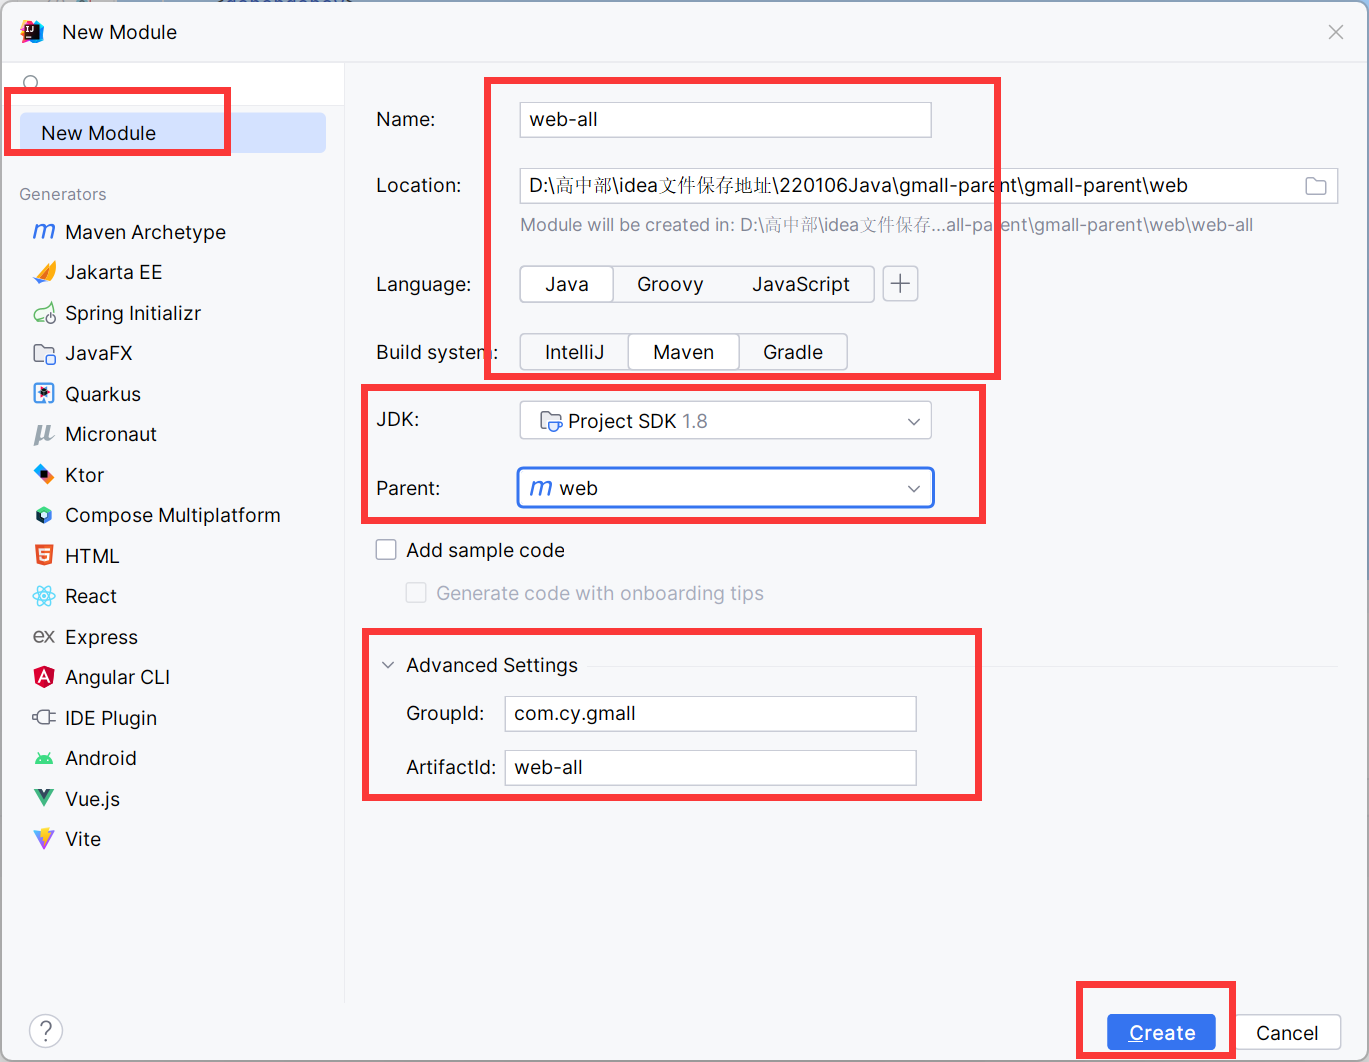 New Module
New Module
Generators
Maven Archetype
Jakarta EE
Spring Initializr
JavaFX
Quarkus
Micronaut
Ktor
Compose Multiplatform
HTML
React
Express
Angular CLI
IDE Plugin
Android
Vue.js
Vite
Name: web-all
Location: D:\高中部\idea文件保存地址\220106Java\gmall-parent\gmall-parent\web
Module will be created in: D:\高中部\idea文件保存...all-parent\gmall-parent\web\web-all
Language: Java Groovy JavaScript
Build system: IntelliJ Maven Gradle
JDK: Project SDK 1.8
Parent: m web
Add sample code
Generate code with onboarding tips
Advanced Settings
GroupId: com.cy.gmall
ArtifactId: web-all
? Create Cancel